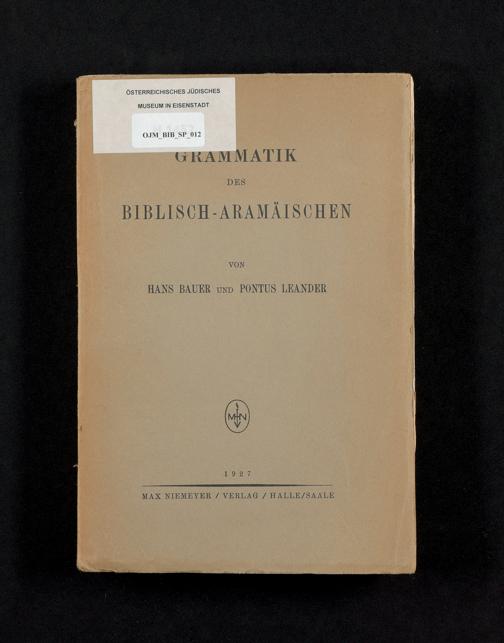 ÖSTERREICHISCHES JÜDISCHES
MUSEUM IN EISENSTADT
OJM_BIB_SP_012
GRAMMATIK
DES
BIBLISCH-ARAMÄISCHEN
VON
HANS BAUER UND PONTUS LEANDER
MN
1927
MAX NIEMEYER / VERLAG / HALLE/SAALE